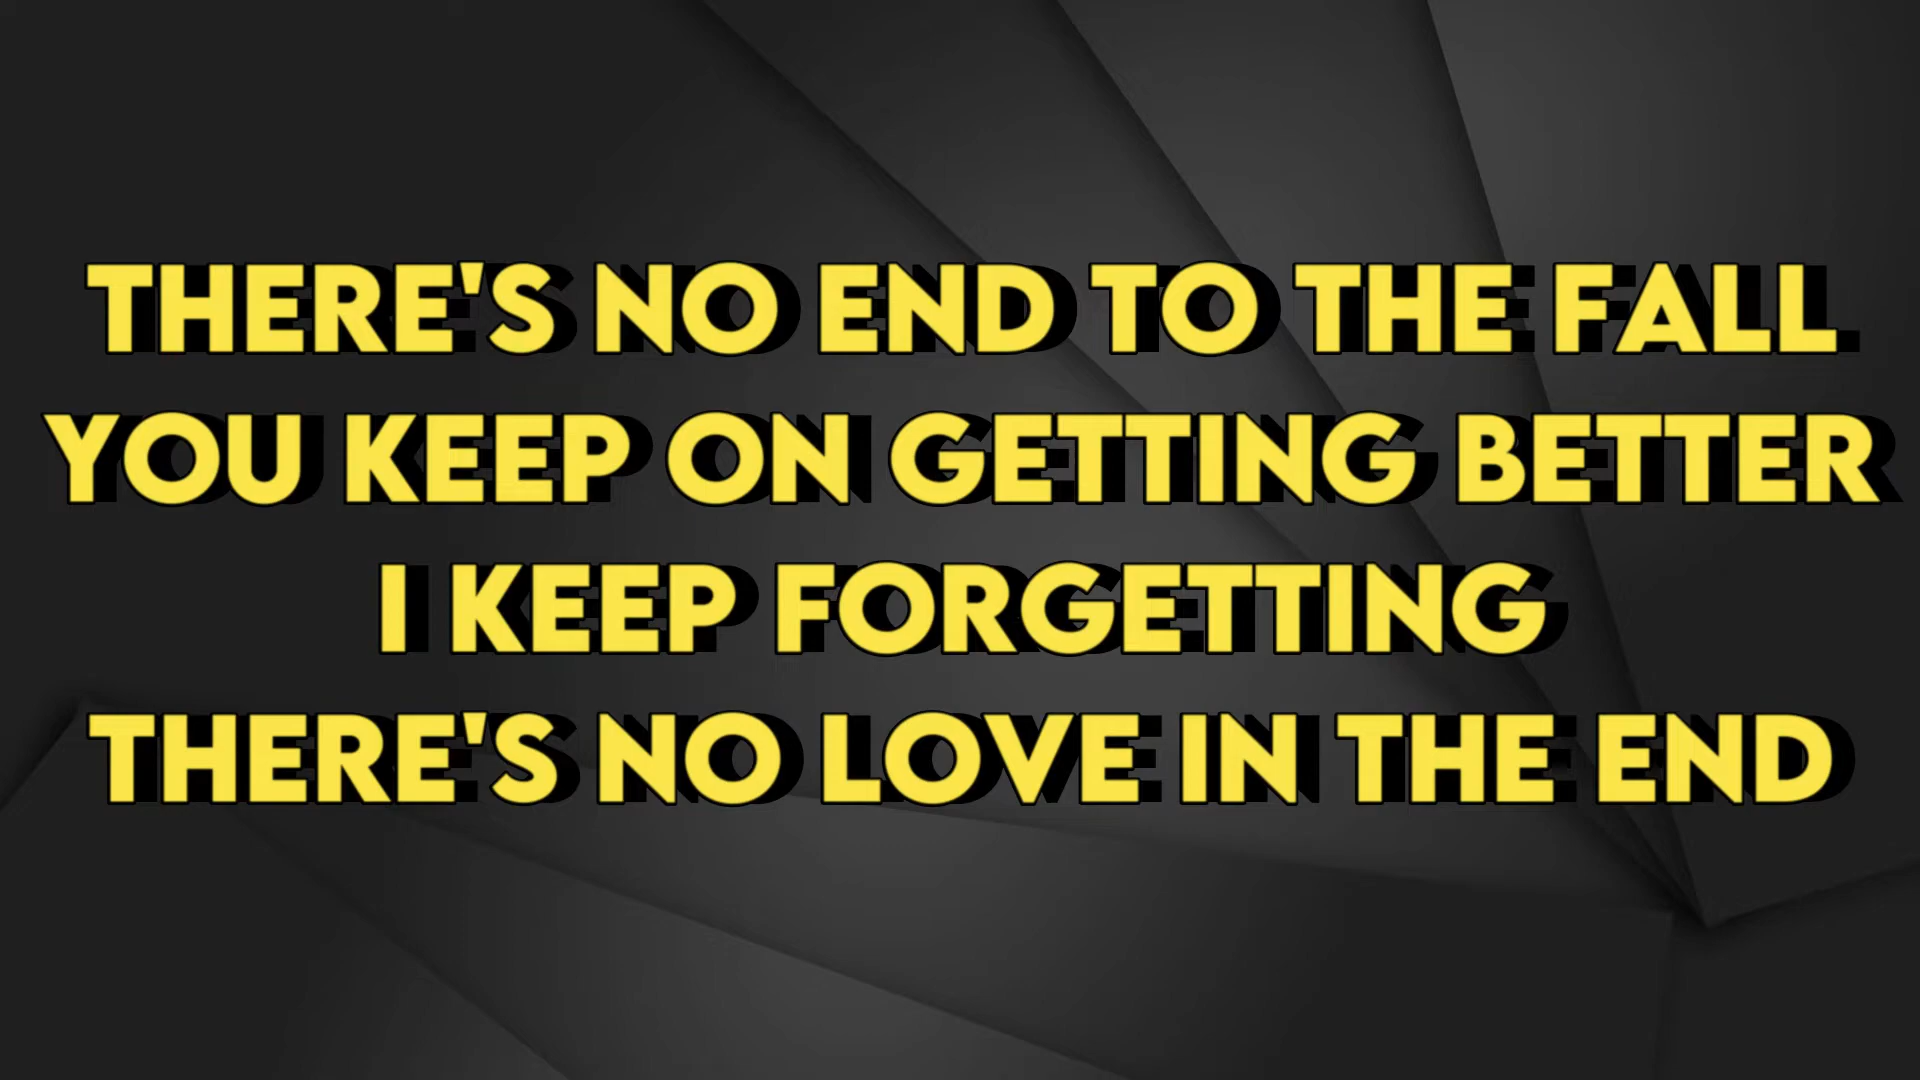 THERE'S NO END TO THE FALL
YOU KEEP ON GETTING BETTER
I KEEP FORGETTING
THERE'S NO LOVE IN THE END